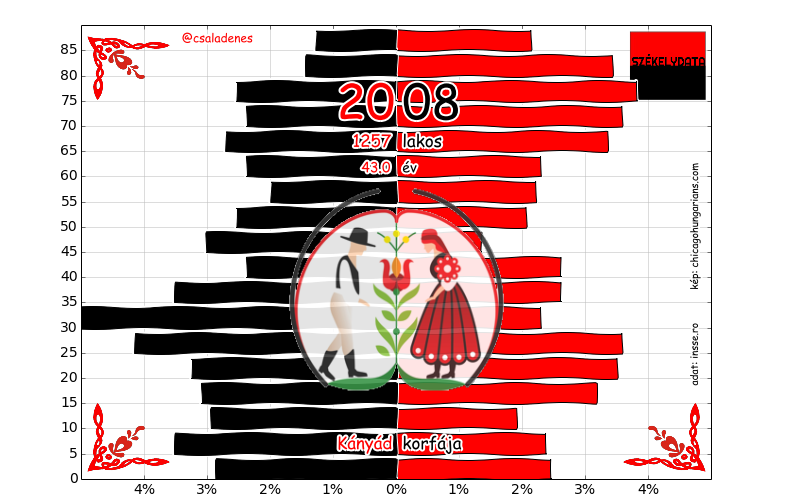 @csaladenes
SZÉKELYDATA
2008
1257 lakos
43.0 év
kép: chicagohungarians.com
adat: insse.ro
Kányád korfája
85
80
75
70
65
60
55
50
45
40
35
30
25
20
15
10
5
0
4% 3% 2% 1% 0% 1% 2% 3% 4%